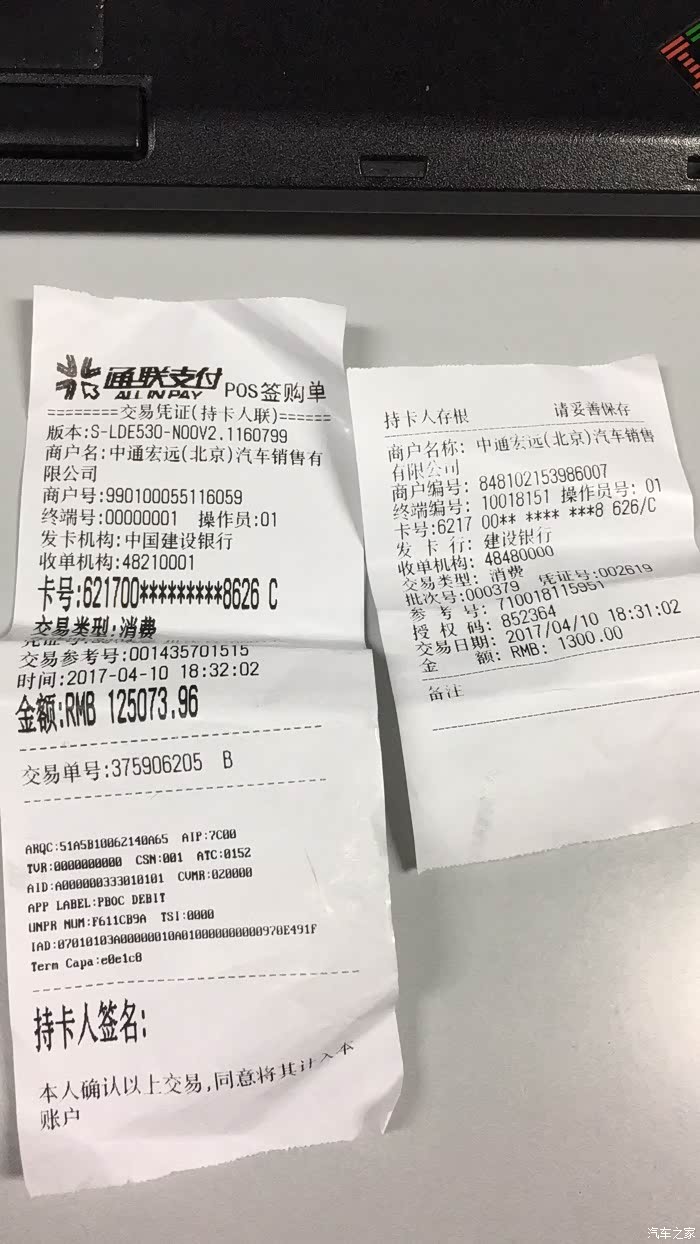 通联支付 POS签购单
ALL IN PAY
========交易凭证(持卡人联)======
版本:S-LDE530-N00V2.1160799
商户名:中通宏远(北京)汽车销售有
限公司
商户号:990100055116059
终端号:00000001 操作员:01
发卡机构:中国建设银行
收单机构:48210001
卡号:621700*********8626 C
交易类型:消费
交易参考号:001435701515
时间:2017-04-10 18:32:02
金额:RMB 125073.96
交易单号:375906205 B
ARQC:51A5B10062140A65 AIP:7C00
TVR:0000000000 CSN:001 ATC:0152
AID:A000000333010101 CVMR:020000
APP LABEL:PBOC DEBIT
UNPR NUM:F611CB9A TSI:0000
IAD:07010103A00000010A01000000000970E491F
Term Capa:e0e1c8
持卡人签名:
本人确认以上交易,同意将其计入本
账户
持卡人存根 请妥善保存
商户名称: 中通宏远(北京)汽车销售
有限公司
商户编号: 848102153986007
终端编号: 10018151 操作员号: 01
卡号:6217 00** **** ***8 626/C
发 卡 行: 建设银行
收单机构: 48480000
交易类型: 消费
批次号:000379 凭证号:002619
参 考 号: 710018115951
授 权 码: 852364
交易日期: 2017/04/10 18:31:02
金 额: RMB: 1300.00
备注
汽车之家